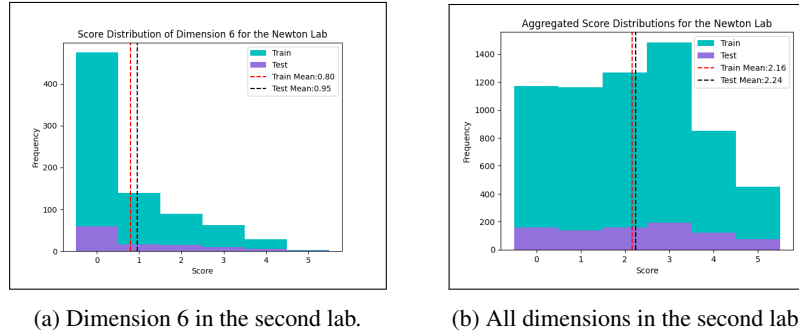 Score Distribution of Dimension 6 for the Newton Lab
Train
Test
Train Mean:0.80
Test Mean:0.95
Frequency
400
300
200
100
0
0 1 2 3 4 5
Score
Aggregated Score Distributions for the Newton Lab
Train
Test
Train Mean:2.16
Test Mean:2.24
Frequency
1400
1200
1000
800
600
400
200
0
0 1 2 3 4 5
Score
(a) Dimension 6 in the second lab.
(b) All dimensions in the second lab